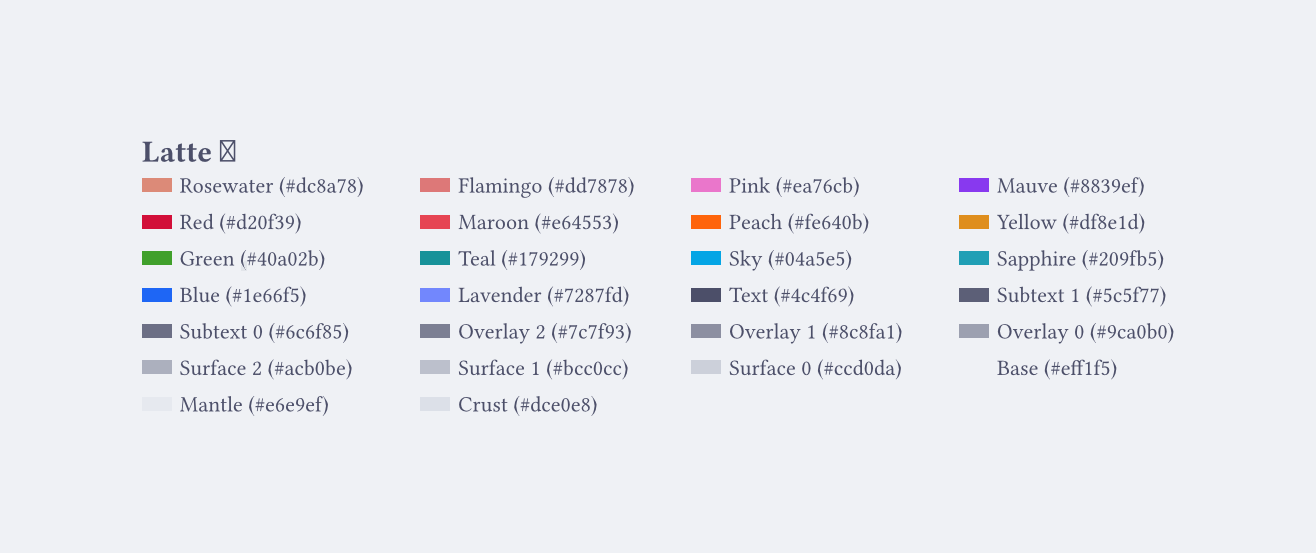 Latte
Rosewater (#dc8a78) Flamingo (#dd7878) Pink (#ea76cb) Mauve (#8839ef)
Red (#d20f39) Maroon (#e64553) Peach (#fe640b) Yellow (#df8e1d)
Green (#40a02b) Teal (#179299) Sky (#04a5e5) Sapphire (#209fb5)
Blue (#1e66f5) Lavender (#7287fd) Text (#4c4f69) Subtext 1 (#5c5f77)
Subtext 0 (#6c6f85) Overlay 2 (#7c7f93) Overlay 1 (#8c8fa1) Overlay 0 (#9ca0b0)
Surface 2 (#acb0be) Surface 1 (#bcc0cc) Surface 0 (#ccd0da) Base (#eff1f5)
Mantle (#e6e9ef) Crust (#dce0e8)